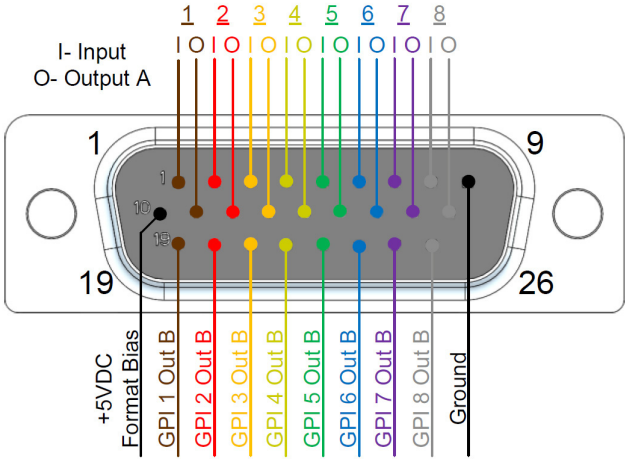 1 2 3 4 5 6 7 8
I O I O I O I O I O I O I O I O
I- Input
O- Output A
1
9
1
10
19
19
26
+5VDC
Format Bias
GPI 1 Out B
GPI 2 Out B
GPI 3 Out B
GPI 4 Out B
GPI 5 Out B
GPI 6 Out B
GPI 7 Out B
GPI 8 Out B
Ground